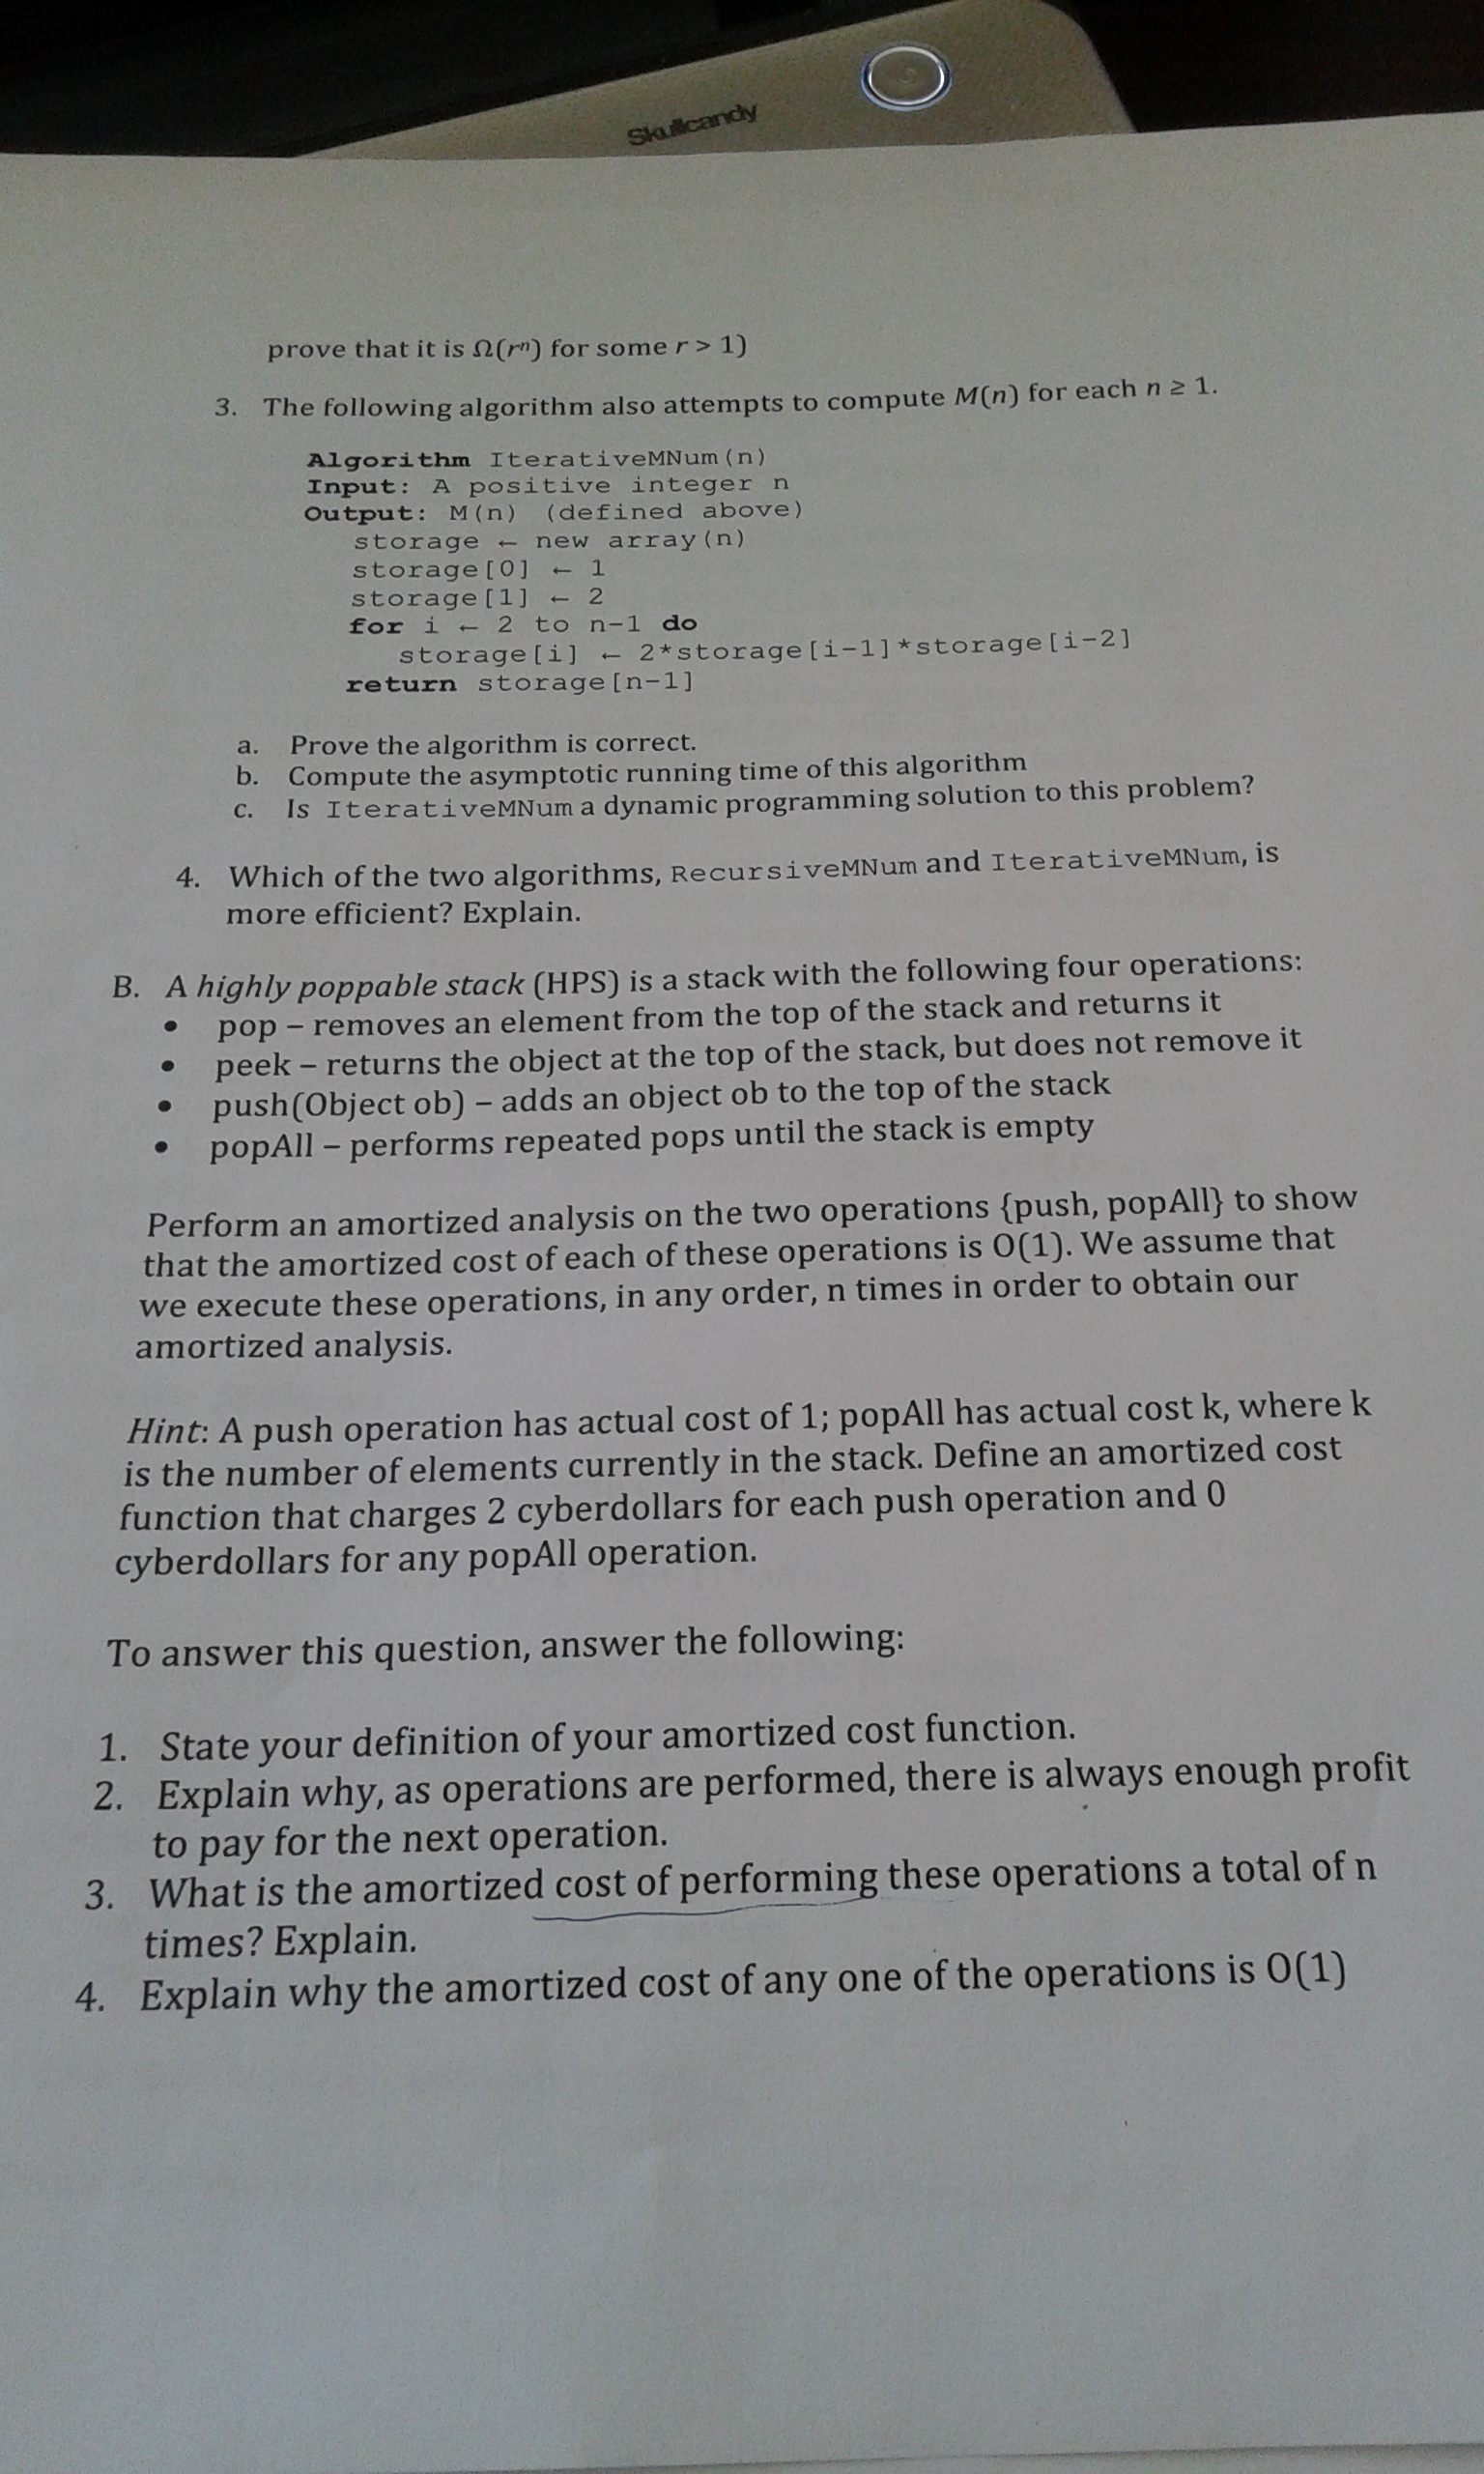 Skullcandy
prove that it is Ω(rⁿ) for some r > 1)
3. The following algorithm also attempts to compute M(n) for each n ≥ 1.
Algorithm IterativeMNum(n)
Input: A positive integer n
Output: M(n) (defined above)
storage ← new array(n)
storage[0] ← 1
storage[1] ← 2
for i ← 2 to n-1 do
storage[i] ← 2*storage[i-1]*storage[i-2]
return storage[n-1]
a. Prove the algorithm is correct.
b. Compute the asymptotic running time of this algorithm
c. Is IterativeMNum a dynamic programming solution to this problem?
4. Which of the two algorithms, RecursiveMNum and IterativeMNum, is
more efficient? Explain.
B. A highly poppable stack (HPS) is a stack with the following four operations:
• pop – removes an element from the top of the stack and returns it
• peek – returns the object at the top of the stack, but does not remove it
• push(Object ob) – adds an object ob to the top of the stack
• popAll – performs repeated pops until the stack is empty
Perform an amortized analysis on the two operations {push, popAll} to show
that the amortized cost of each of these operations is O(1). We assume that
we execute these operations, in any order, n times in order to obtain our
amortized analysis.
Hint: A push operation has actual cost of 1; popAll has actual cost k, where k
is the number of elements currently in the stack. Define an amortized cost
function that charges 2 cyberdollars for each push operation and 0
cyberdollars for any popAll operation.
To answer this question, answer the following:
1. State your definition of your amortized cost function.
2. Explain why, as operations are performed, there is always enough profit
to pay for the next operation.
3. What is the amortized cost of performing these operations a total of n
times? Explain.
4. Explain why the amortized cost of any one of the operations is O(1)